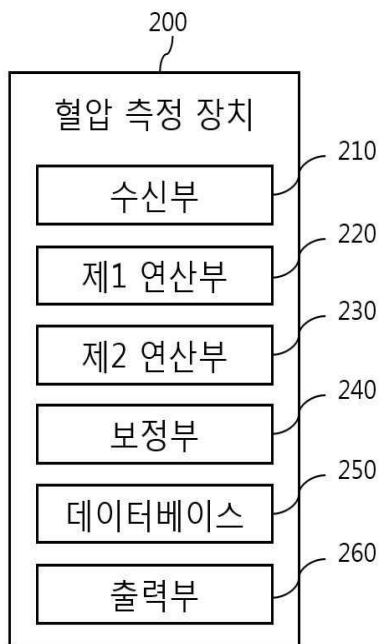 200
혈압 측정 장치
수신부
210
제1 연산부
220
제2 연산부
230
보정부
240
데이터베이스
250
출력부
260